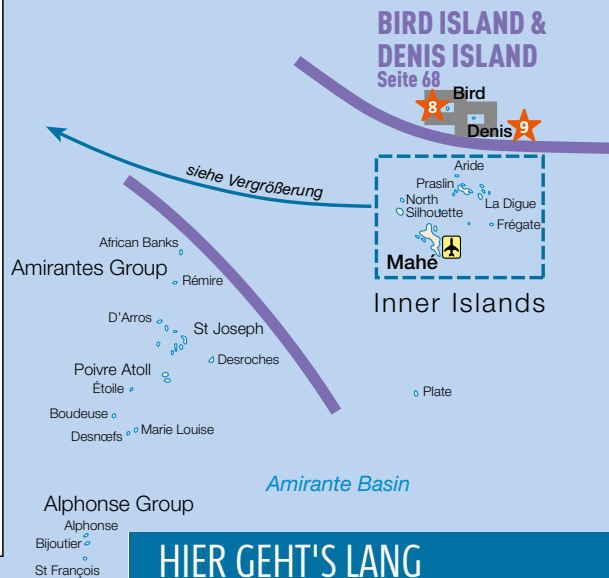 BIRD ISLAND &
DENIS ISLAND
Seite 68
Bird
8
Denis
9
siehe Vergrößerung
Aride
Praslin
North
La Digue
Silhouette
Frégate
Mahé
Inner Islands
African Banks
Amirantes Group
Rémire
D'Arros
St Joseph
Desroches
Poivre Atoll
Étoile
Plate
Boudeuse
Desnœfs
Marie Louise
Amirante Basin
Alphonse Group
Alphonse
Bijoutier
St François
HIER GEHT'S LANG